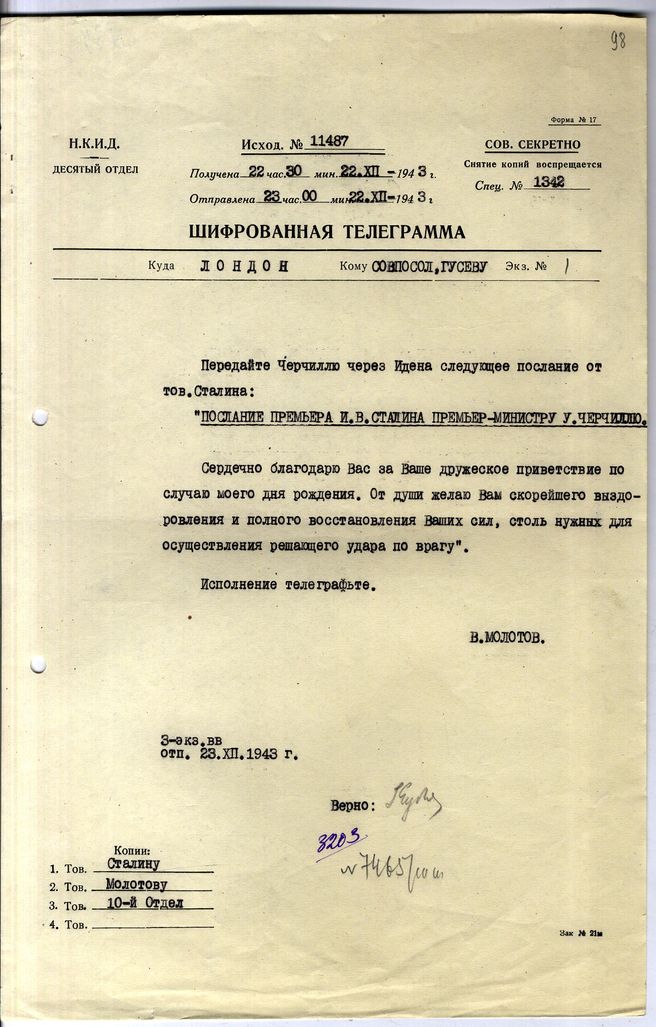 98
Форма № 17
Н.К.И.Д.
ДЕСЯТЫЙ ОТДЕЛ
Исход. № 11487
Получена 22 час. 30 мин. 22.XII - 1943 г.
Отправлена 23 час. 00 мин. 22.XII- 1943 г
СОВ. СЕКРЕТНО
Снятие копий воспрещается
Спец. № 1342
ШИФРОВАННАЯ ТЕЛЕГРАММА
Куда ЛОНДОН Кому СОВПОСОЛ, ГУСЕВУ Экз. № 1
Передайте Черчиллю через Идена следующее послание от
тов.Сталина:
"ПОСЛАНИЕ ПРЕМЬЕРА И.В.СТАЛИНА ПРЕМЬЕР-МИНИСТРУ У.ЧЕРЧИЛЛЮ.
Сердечно благодарю Вас за Ваше дружеское приветствие по
случаю моего дня рождения. От души желаю Вам скорейшего выздо-
ровления и полного восстановления Ваших сил, столь нужных для
осуществления решающего удара по врагу".
Исполнение телеграфьте.
В.МОЛОТОВ.
3-экз.вв
отп. 23.XII.1943 г.
Верно:
3203
Копии:
1. Тов. Сталину
2. Тов. Молотову
3. Тов. 10-й Отдел
4. Тов.
Зак № 21м